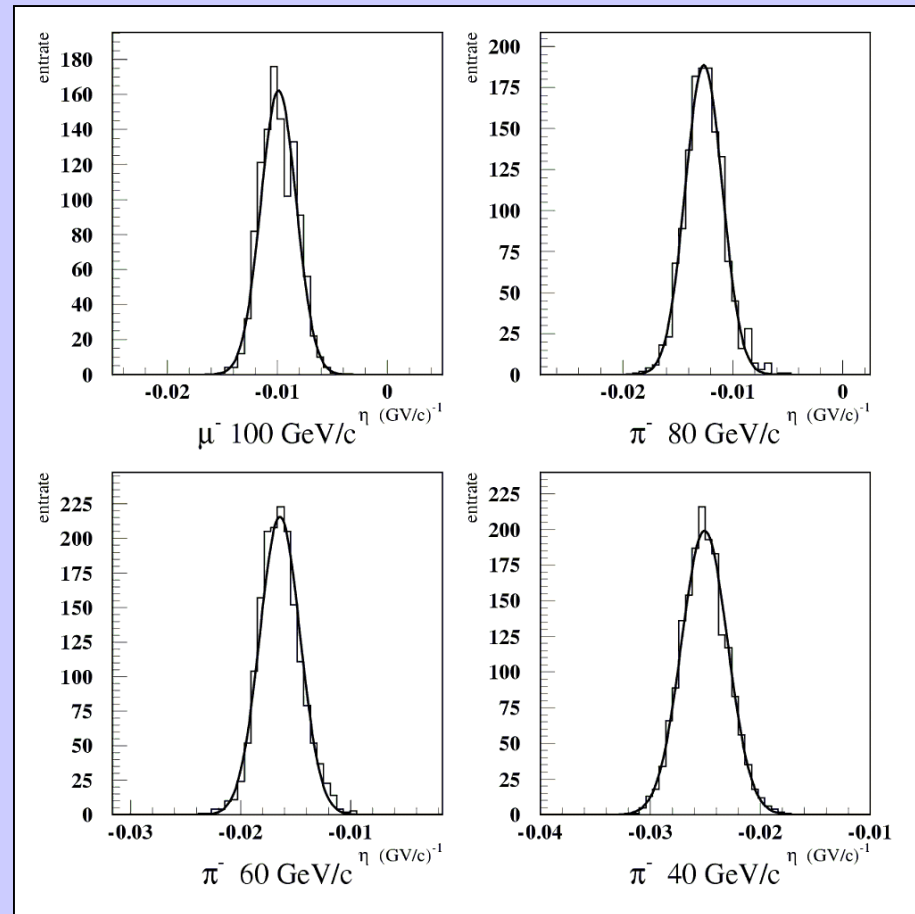 entrate
180
160
140
120
100
80
60
40
20
0
-0.02 -0.01 0
η (GV/c)⁻¹
μ⁻ 100 GeV/c
entrate
200
175
150
125
100
75
50
25
0
-0.02 -0.01 0
η (GV/c)⁻¹
π⁻ 80 GeV/c
entrate
225
200
175
150
125
100
75
50
25
0
-0.03 -0.02 -0.01
η (GV/c)⁻¹
π⁻ 60 GeV/c
entrate
225
200
175
150
125
100
75
50
25
0
-0.04 -0.03 -0.02 -0.01
η (GV/c)⁻¹
π⁻ 40 GeV/c